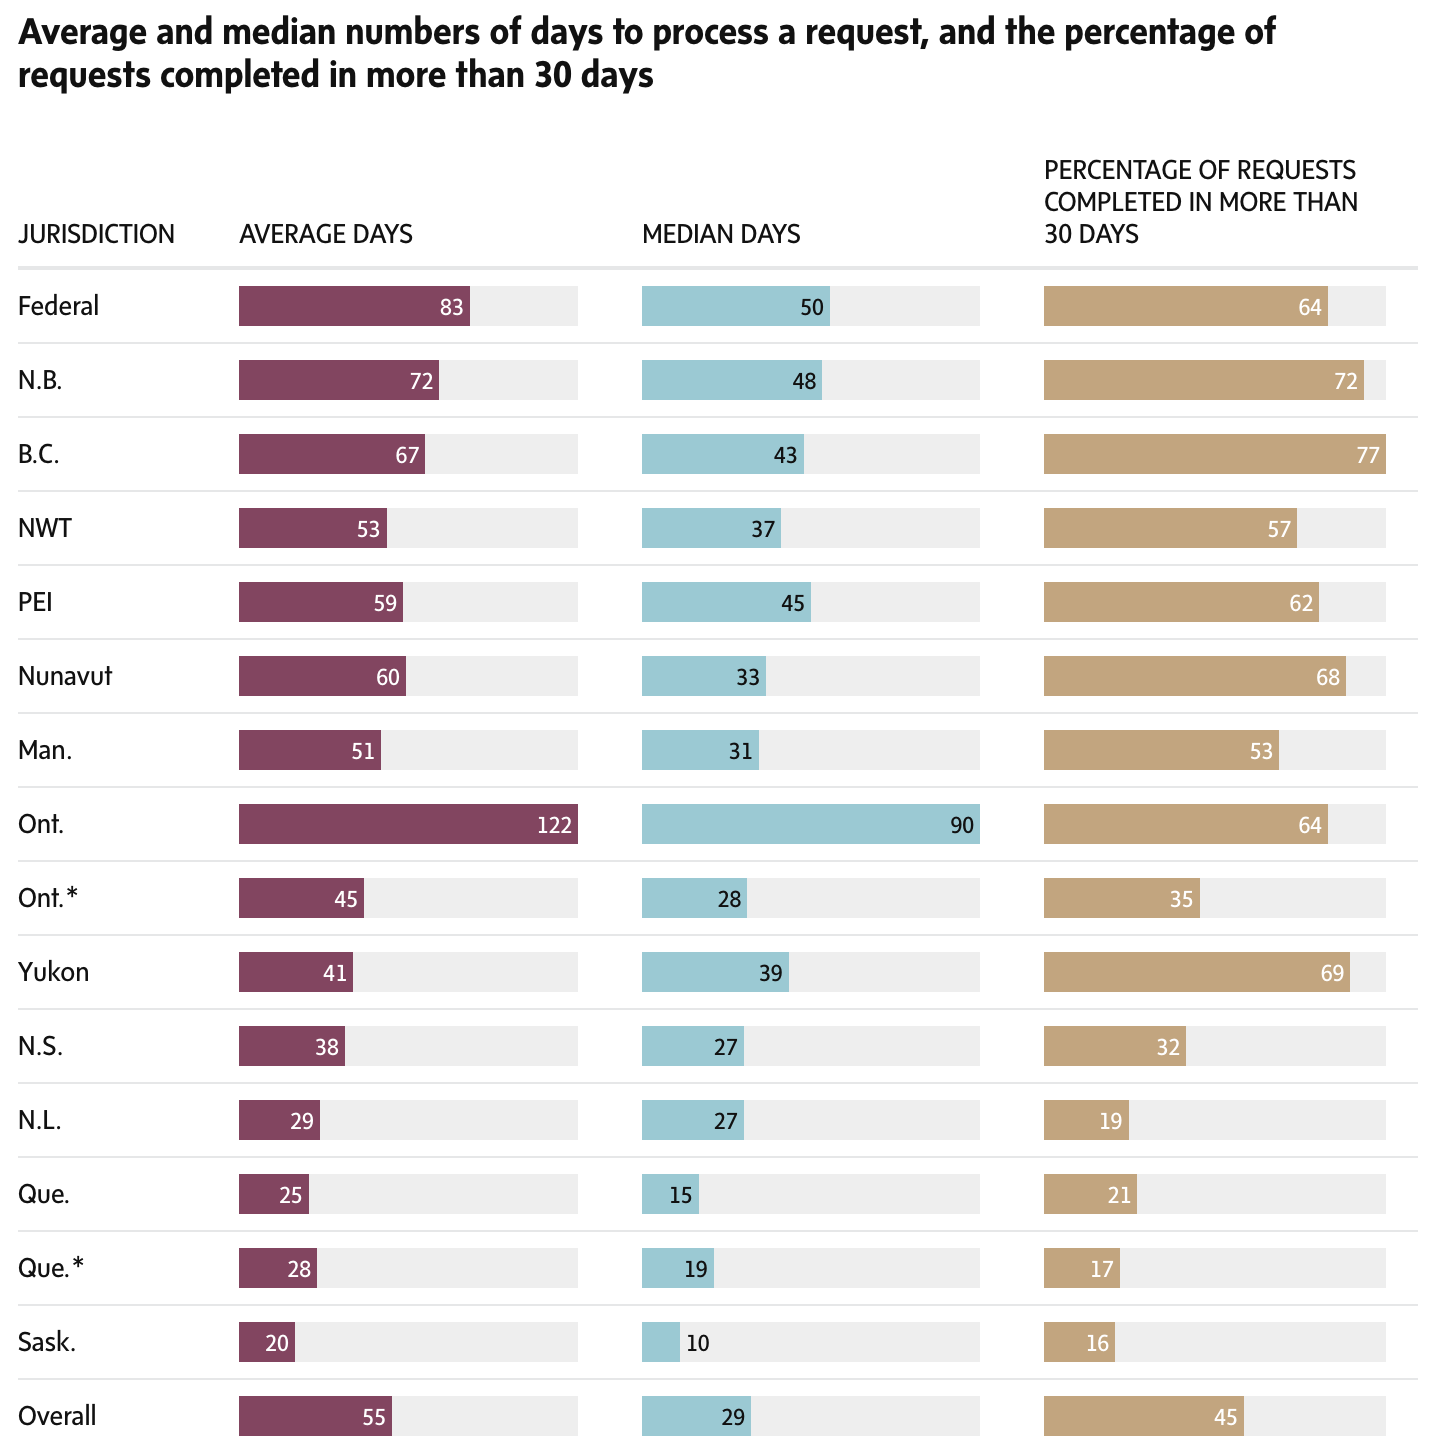 Average and median numbers of days to process a request, and the percentage of
requests completed in more than 30 days
JURISDICTION AVERAGE DAYS MEDIAN DAYS PERCENTAGE OF REQUESTS
COMPLETED IN MORE THAN
30 DAYS
Federal 83 50 64
N.B. 72 48 72
B.C. 67 43 77
NWT 53 37 57
PEI 59 45 62
Nunavut 60 33 68
Man. 51 31 53
Ont. 122 90 64
Ont.* 45 28 35
Yukon 41 39 69
N.S. 38 27 32
N.L. 29 27 19
Que. 25 15 21
Que.* 28 19 17
Sask. 20 10 16
Overall 55 29 45